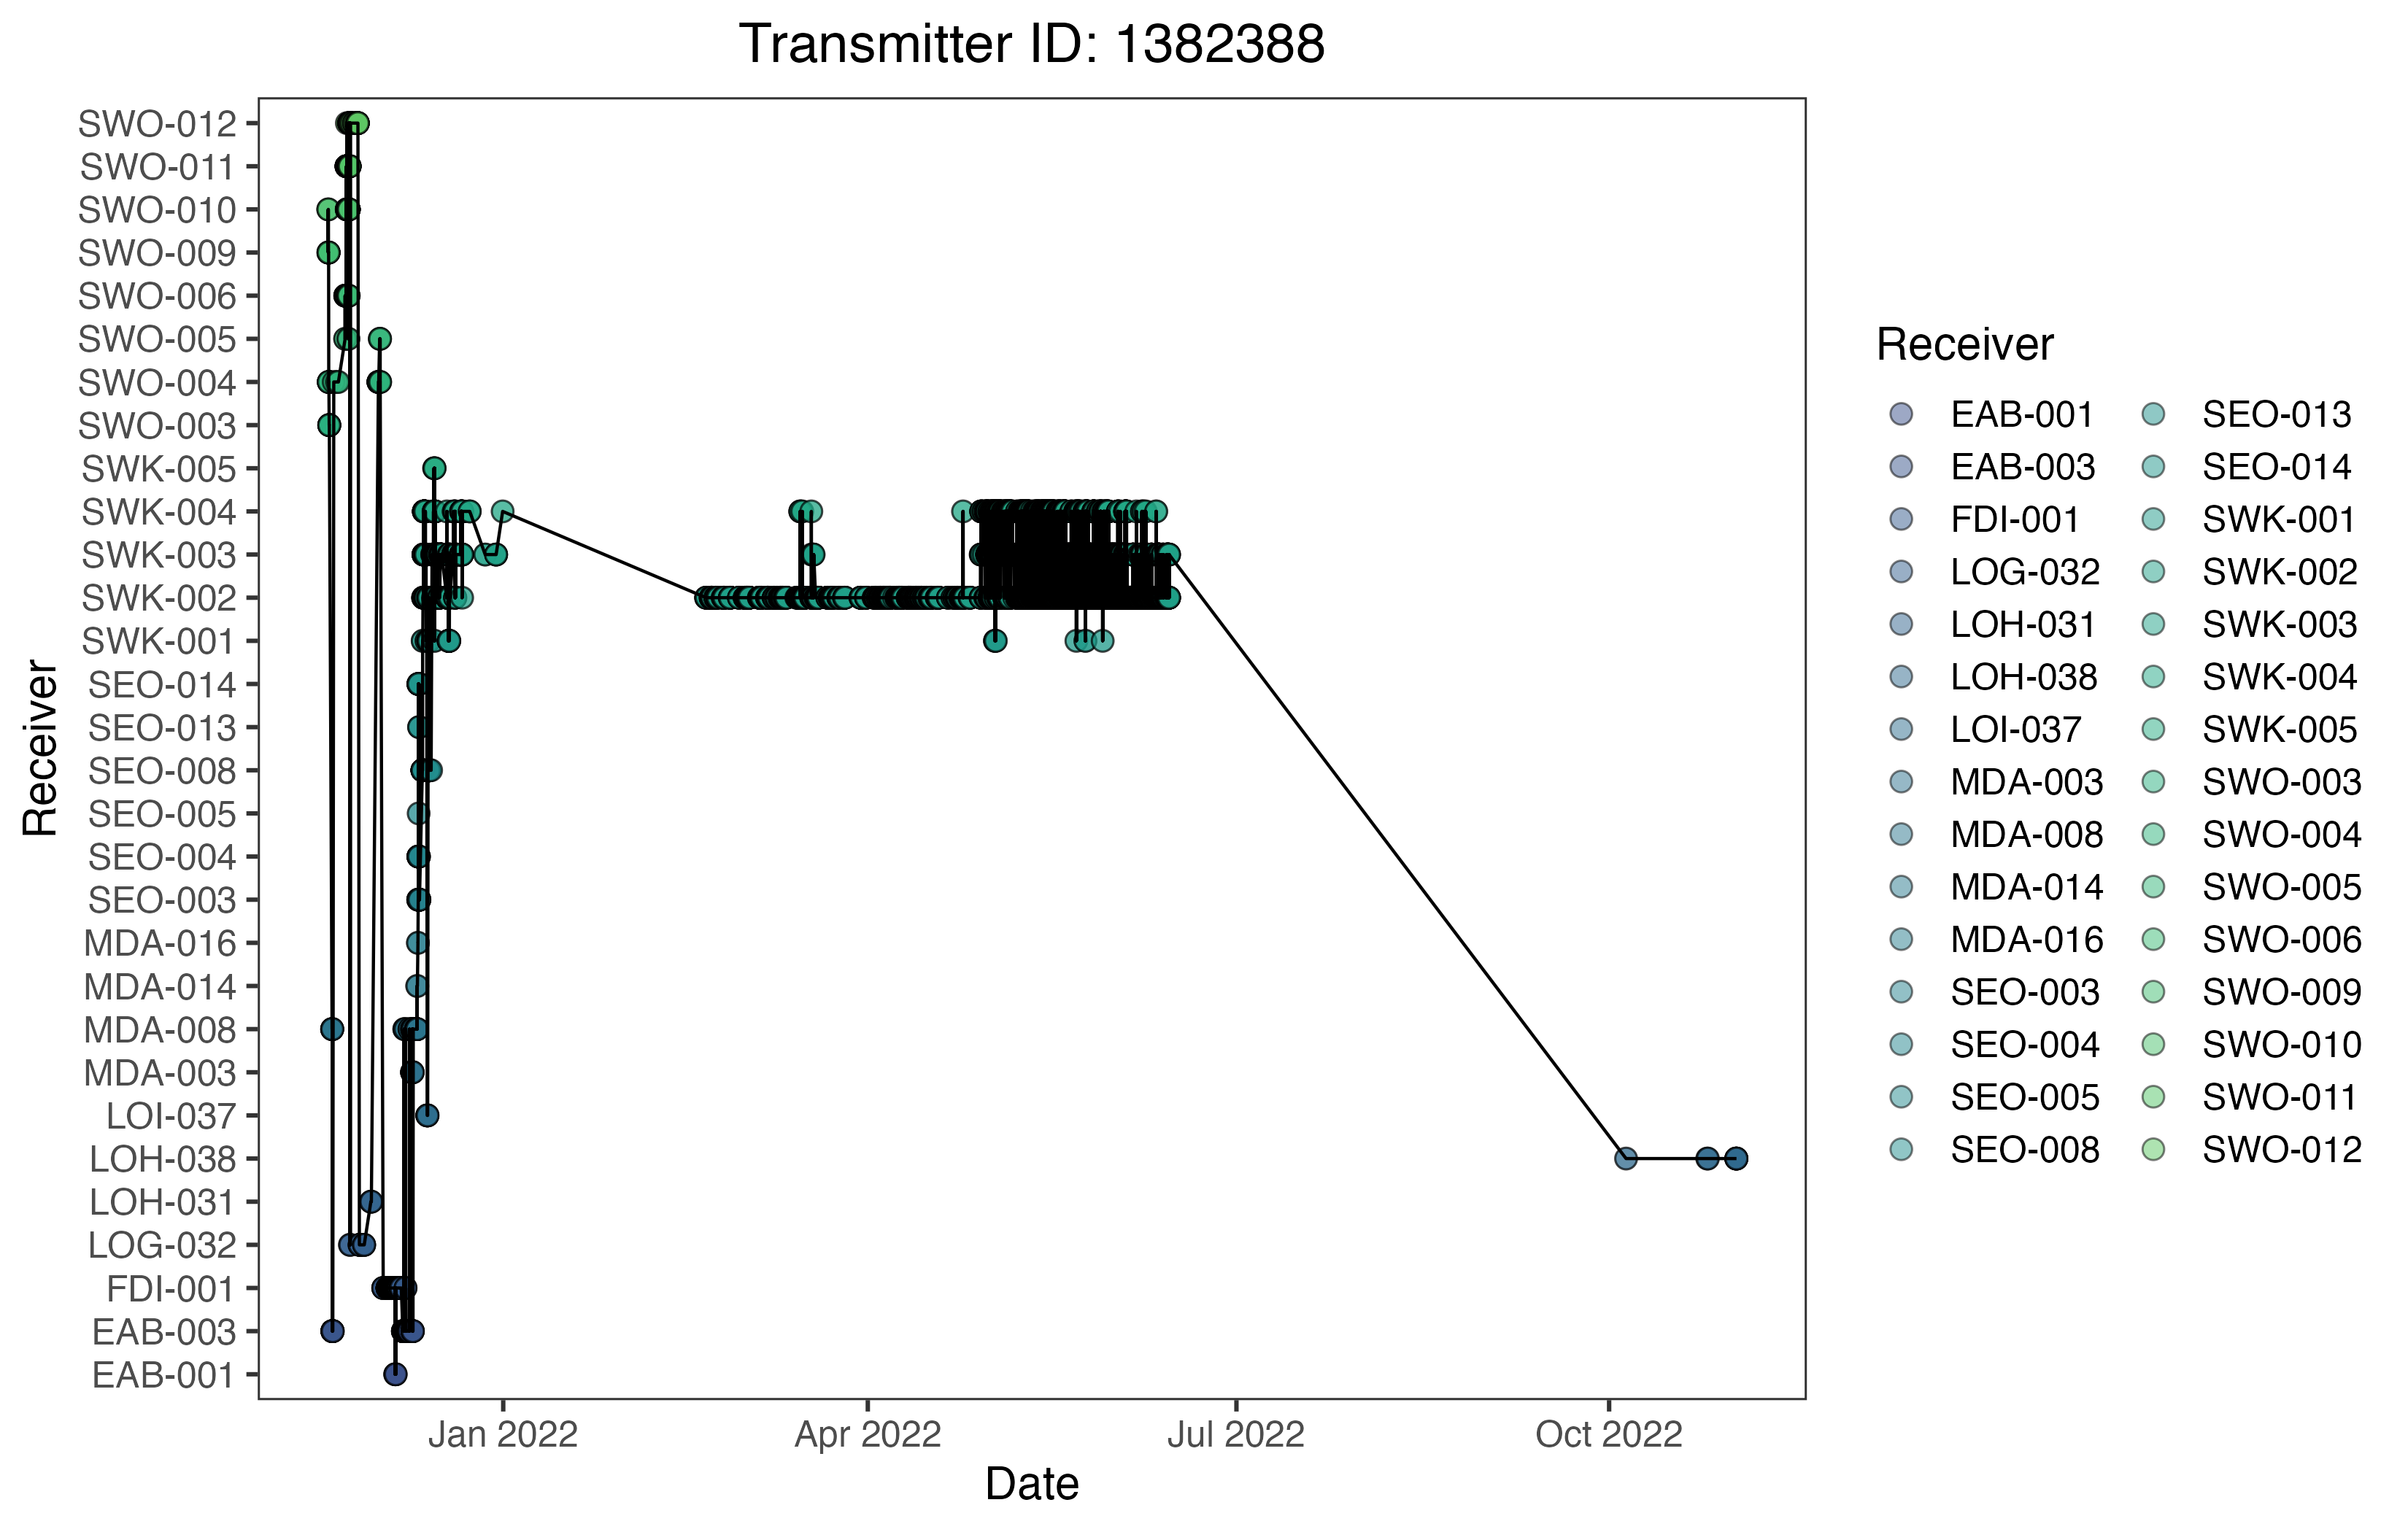 Transmitter ID: 1382388
SWO-012
SWO-011
SWO-010
SWO-009
SWO-006
SWO-005
SWO-004
SWO-003
SWK-005
SWK-004
SWK-003
SWK-002
SWK-001
SEO-014
SEO-013
SEO-008
SEO-005
SEO-004
SEO-003
MDA-016
MDA-014
MDA-008
MDA-003
LOI-037
LOH-038
LOH-031
LOG-032
FDI-001
EAB-003
EAB-001
Receiver
Jan 2022 Apr 2022 Jul 2022 Oct 2022
Date
Receiver
EAB-001 SEO-013
EAB-003 SEO-014
FDI-001 SWK-001
LOG-032 SWK-002
LOH-031 SWK-003
LOH-038 SWK-004
LOI-037 SWK-005
MDA-003 SWO-003
MDA-008 SWO-004
MDA-014 SWO-005
MDA-016 SWO-006
SEO-003 SWO-009
SEO-004 SWO-010
SEO-005 SWO-011
SEO-008 SWO-012